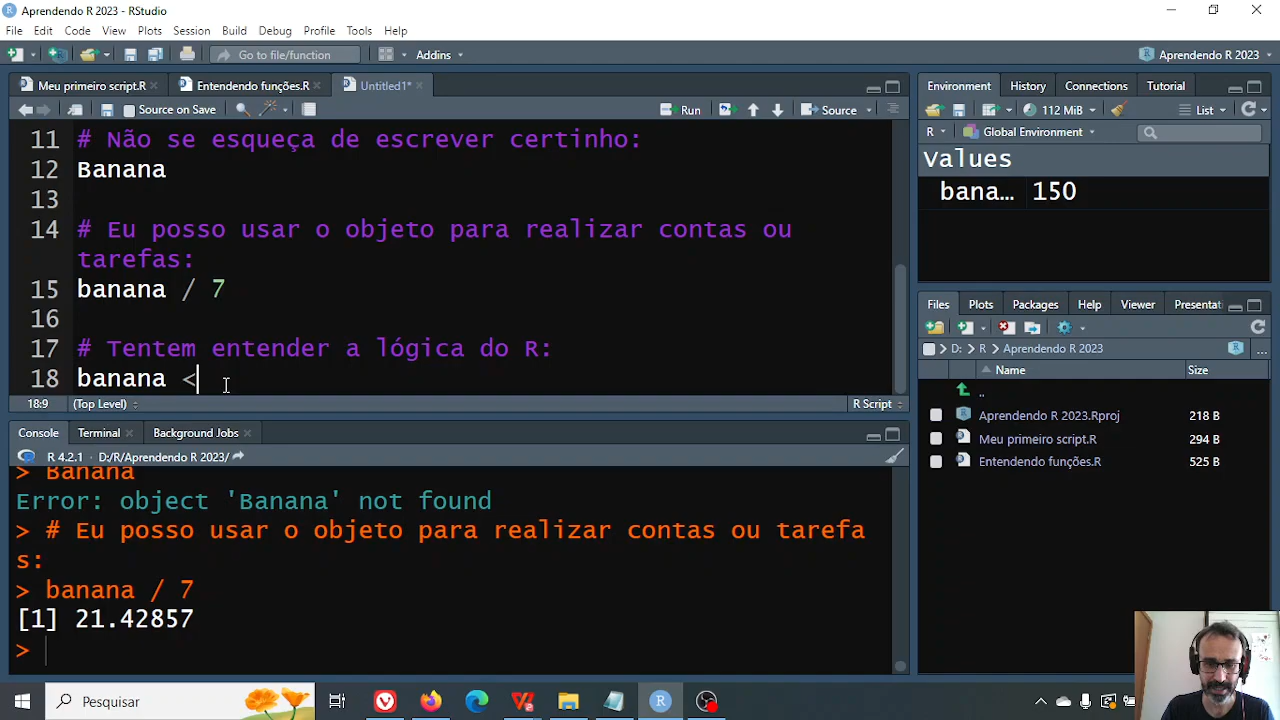 Aprendendo R 2023 - RStudio
File Edit Code View Plots Session Build Debug Profile Tools Help
Go to file/function
Addins
Aprendendo R 2023
Meu primeiro script.R
Entendendo funções.R
Untitled1*
Source on Save
Run
Source
11 # Não se esqueça de escrever certinho:
12 Banana
13
14 # Eu posso usar o objeto para realizar contas ou
tarefas:
15 banana / 7
16
17 # Tentem entender a lógica do R:
18 banana <
18:9 (Top Level) R Script
Console Terminal Background Jobs
R 4.2.1 · D:/R/Aprendendo R 2023/
> Banana
Error: object 'Banana' not found
> # Eu posso usar o objeto para realizar contas ou tarefa
s:
> banana / 7
[1] 21.42857
>
Environment History Connections Tutorial
112 MiB
List
R Global Environment
Values
bana… 150
Files Plots Packages Help Viewer Presentat
D: > R > Aprendendo R 2023
...
Name Size
..
Aprendendo R 2023.Rproj 218 B
Meu primeiro script.R 294 B
Entendendo funções.R 525 B
Pesquisar